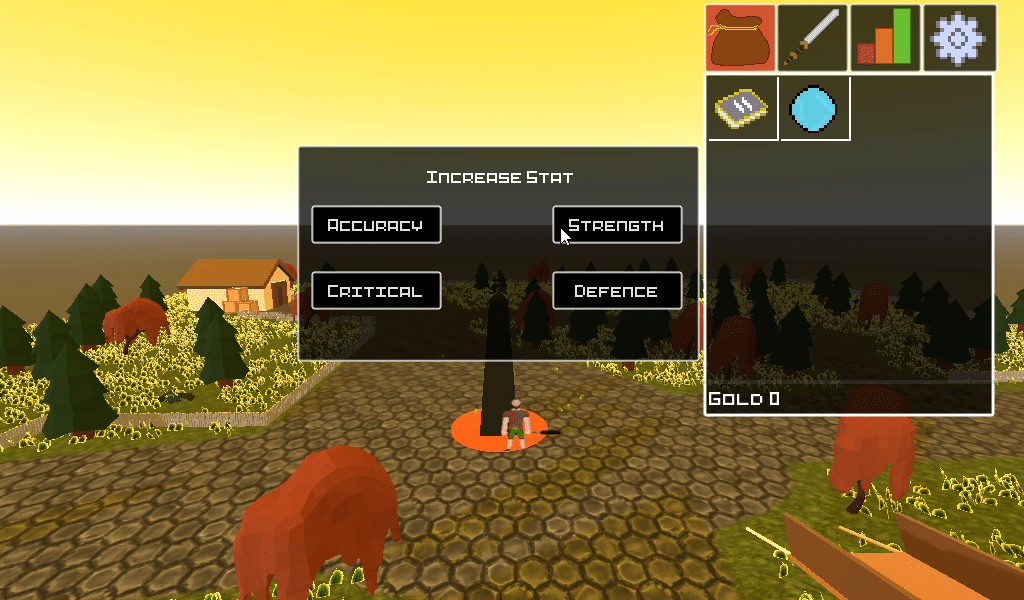 Increase Stat
Accuracy
Strength
Critical
Defence
Gold 0